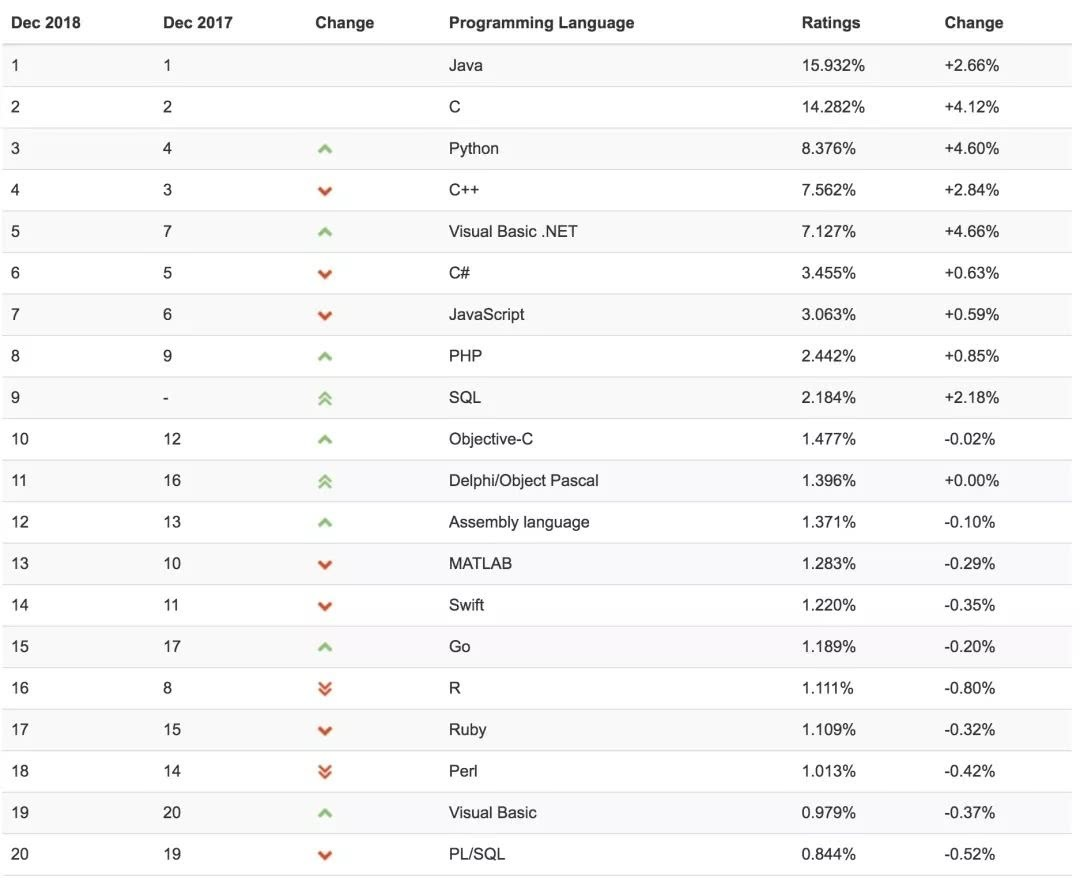 Dec 2018 Dec 2017 Change Programming Language Ratings Change
1 1 Java 15.932% +2.66%
2 2 C 14.282% +4.12%
3 4 Python 8.376% +4.60%
4 3 C++ 7.562% +2.84%
5 7 Visual Basic .NET 7.127% +4.66%
6 5 C# 3.455% +0.63%
7 6 JavaScript 3.063% +0.59%
8 9 PHP 2.442% +0.85%
9 - SQL 2.184% +2.18%
10 12 Objective-C 1.477% -0.02%
11 16 Delphi/Object Pascal 1.396% +0.00%
12 13 Assembly language 1.371% -0.10%
13 10 MATLAB 1.283% -0.29%
14 11 Swift 1.220% -0.35%
15 17 Go 1.189% -0.20%
16 8 R 1.111% -0.80%
17 15 Ruby 1.109% -0.32%
18 14 Perl 1.013% -0.42%
19 20 Visual Basic 0.979% -0.37%
20 19 PL/SQL 0.844% -0.52%